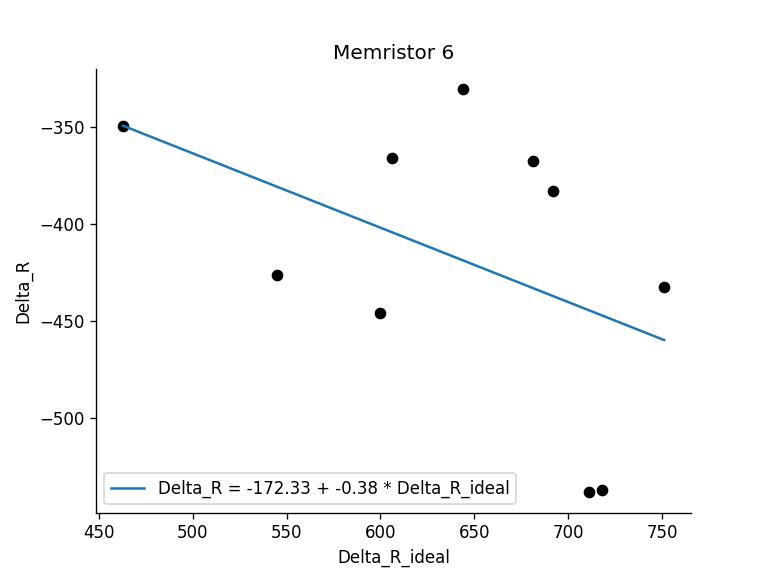 Memristor 6
Delta_R
−350
−400
−450
−500
Delta_R = -172.33 + -0.38 * Delta_R_ideal
450 500 550 600 650 700 750
Delta_R_ideal